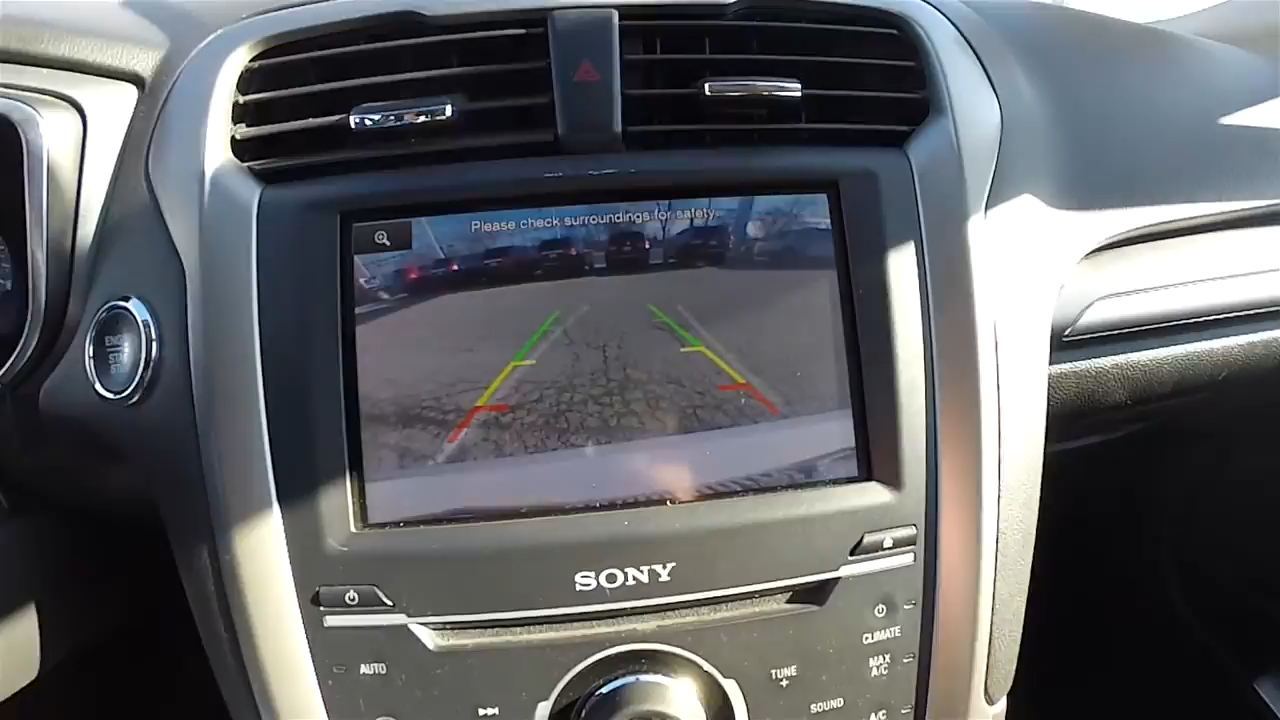 Please check surroundings for safety.
SONY
CLIMATE
AUTO
MAX
A/C
TUNE
+
SOUND
A/C